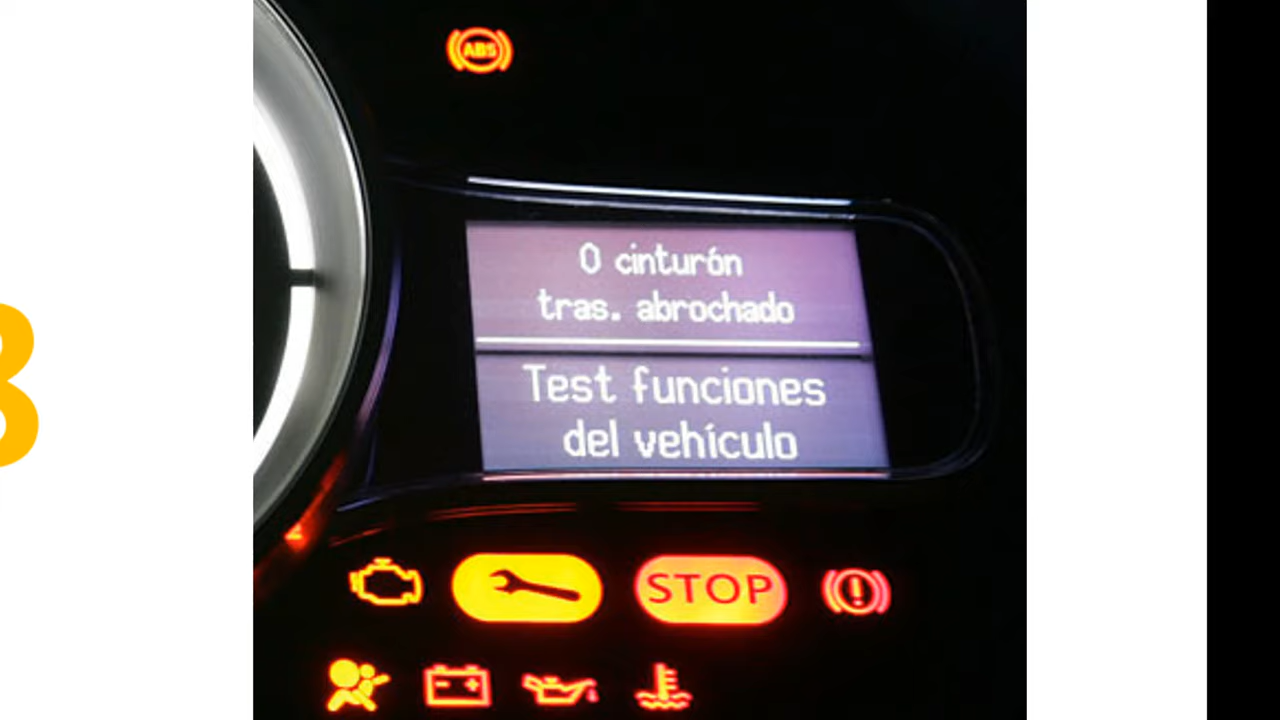 ABS
0 cinturón
tras. abrochado
Test funciones
del vehículo
STOP